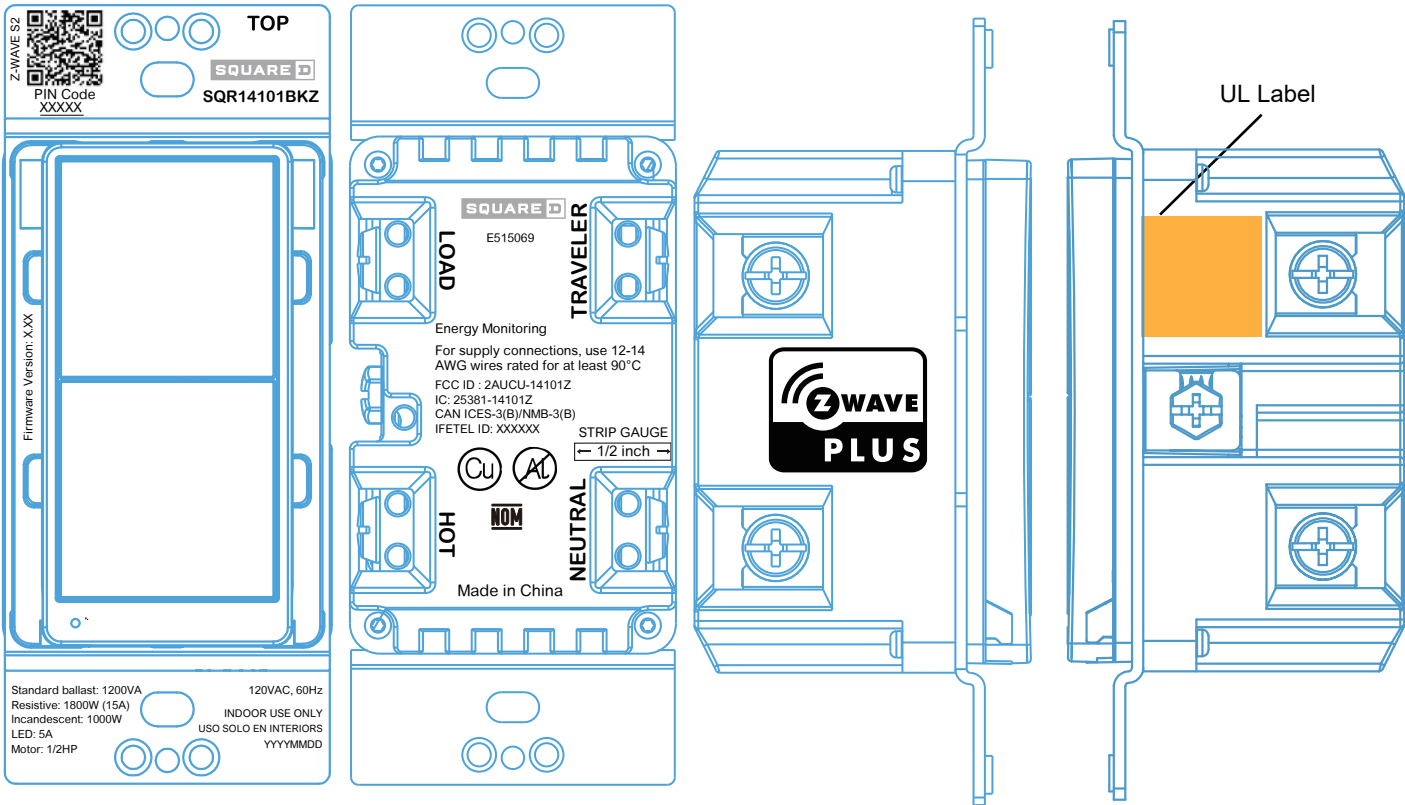 Z-WAVE S2
PIN Code
XXXXX
TOP
SQUARE D
SQR14101BKZ
Firmware Version: X.XX
Standard ballast: 1200VA
Resistive: 1800W (15A)
Incandescent: 1000W
LED: 5A
Motor: 1/2HP
120VAC, 60Hz
INDOOR USE ONLY
USO SOLO EN INTERIORS
YYYYMMDD
SQUARE D
E515069
LOAD
TRAVELER
Energy Monitoring
For supply connections, use 12-14
AWG wires rated for at least 90°C
FCC ID : 2AUCU-14101Z
IC: 25381-14101Z
CAN ICES-3(B)/NMB-3(B)
IFETEL ID: XXXXXX
STRIP GAUGE
1/2 inch
Cu
AL
NOM
HOT
NEUTRAL
Made in China
Z WAVE
PLUS
UL Label